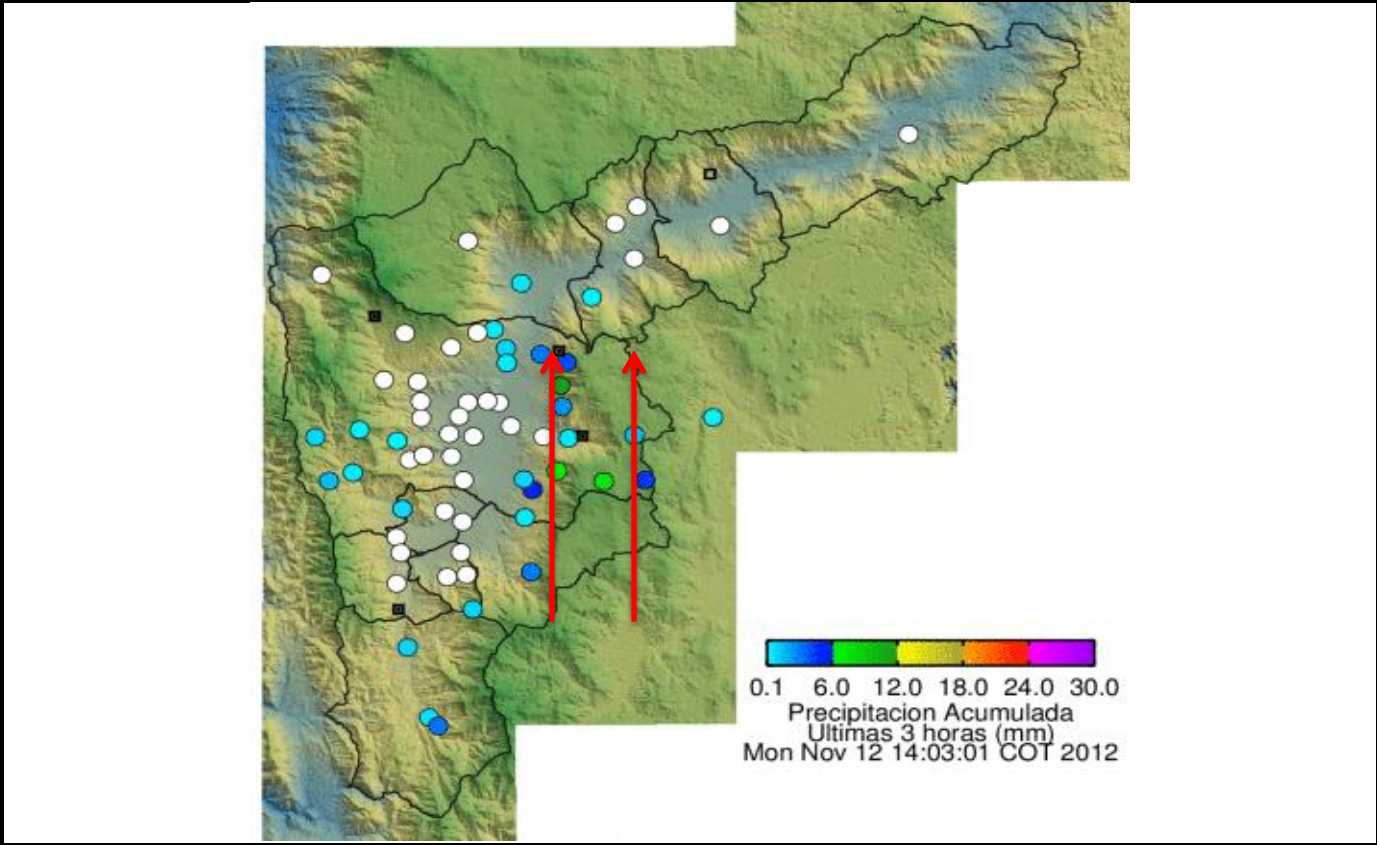 0.1 6.0 12.0 18.0 24.0 30.0
Precipitacion Acumulada
Ultimas 3 horas (mm)
Mon Nov 12 14:03:01 COT 2012